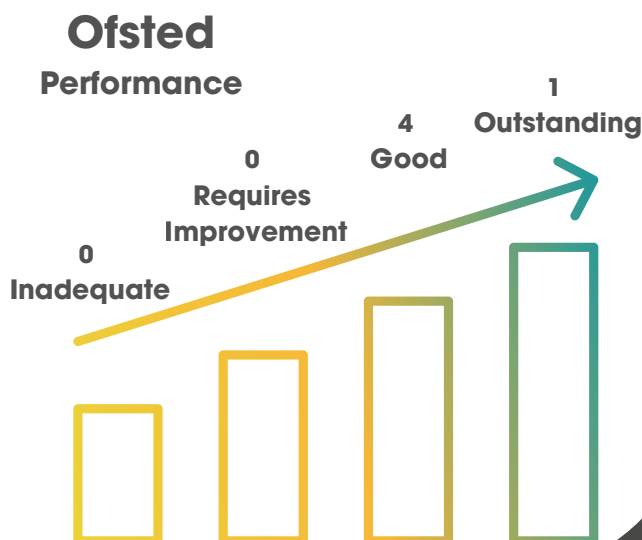 Ofsted
Performance
0
Inadequate
0
Requires
Improvement
4
Good
1
Outstanding